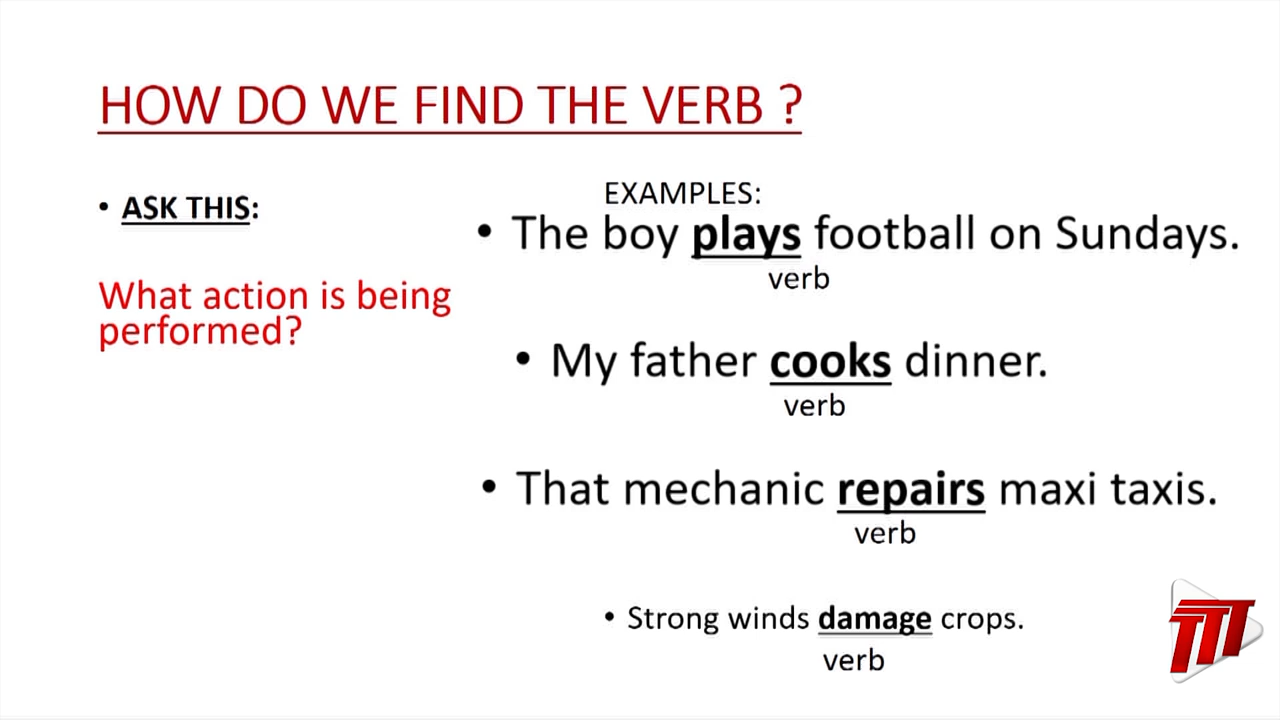 HOW DO WE FIND THE VERB ?
• ASK THIS:
What action is being
performed?
EXAMPLES:
• The boy plays football on Sundays.
verb
• My father cooks dinner.
verb
• That mechanic repairs maxi taxis.
verb
• Strong winds damage crops.
verb
TTT